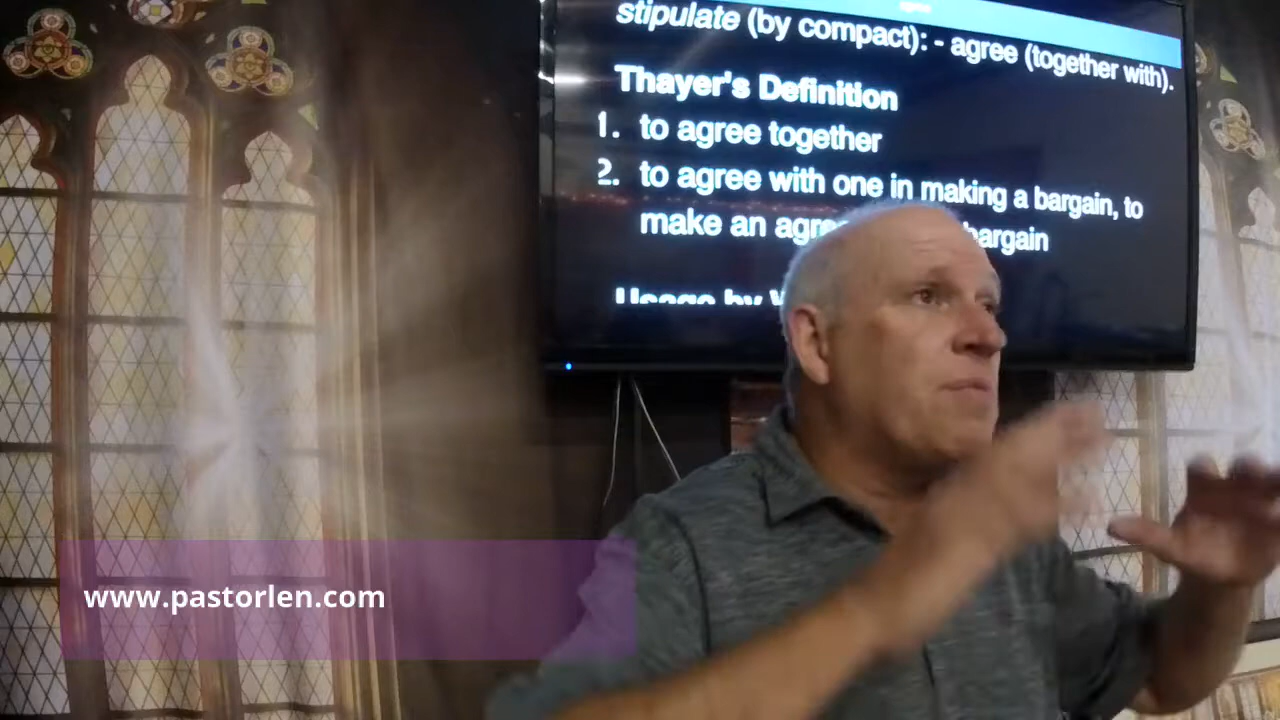 stipulate (by compact): - agree (together with).
Thayer's Definition
1. to agree together
2. to agree with one in making a bargain, to
make an bargain
www.pastorlen.com